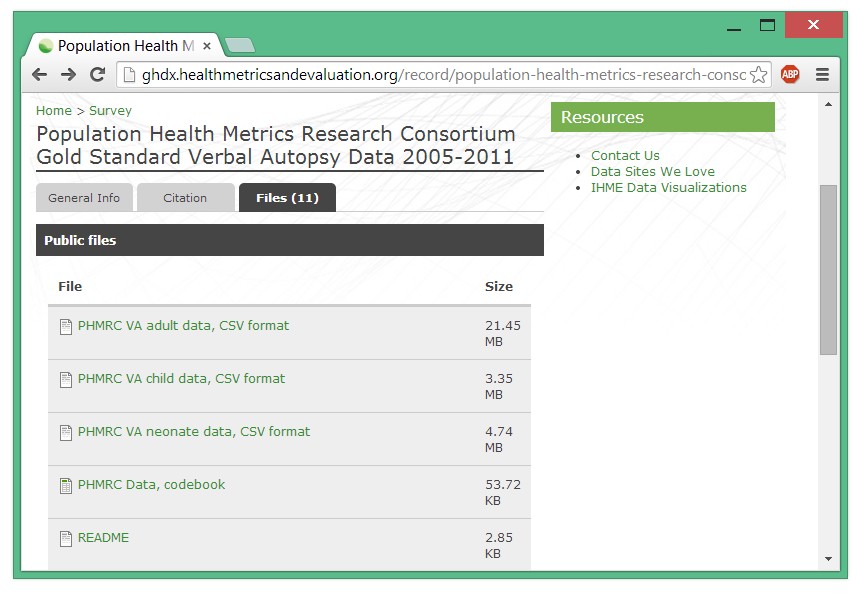 Population Health M
ghdx.healthmetricsandevaluation.org/record/population-health-metrics-research-consc
ABP
Home > Survey
Population Health Metrics Research Consortium
Gold Standard Verbal Autopsy Data 2005-2011
General Info Citation Files (11)
Public files
File Size
PHMRC VA adult data, CSV format 21.45
MB
PHMRC VA child data, CSV format 3.35
MB
PHMRC VA neonate data, CSV format 4.74
MB
PHMRC Data, codebook 53.72
KB
README 2.85
KB
Resources
• Contact Us
• Data Sites We Love
• IHME Data Visualizations